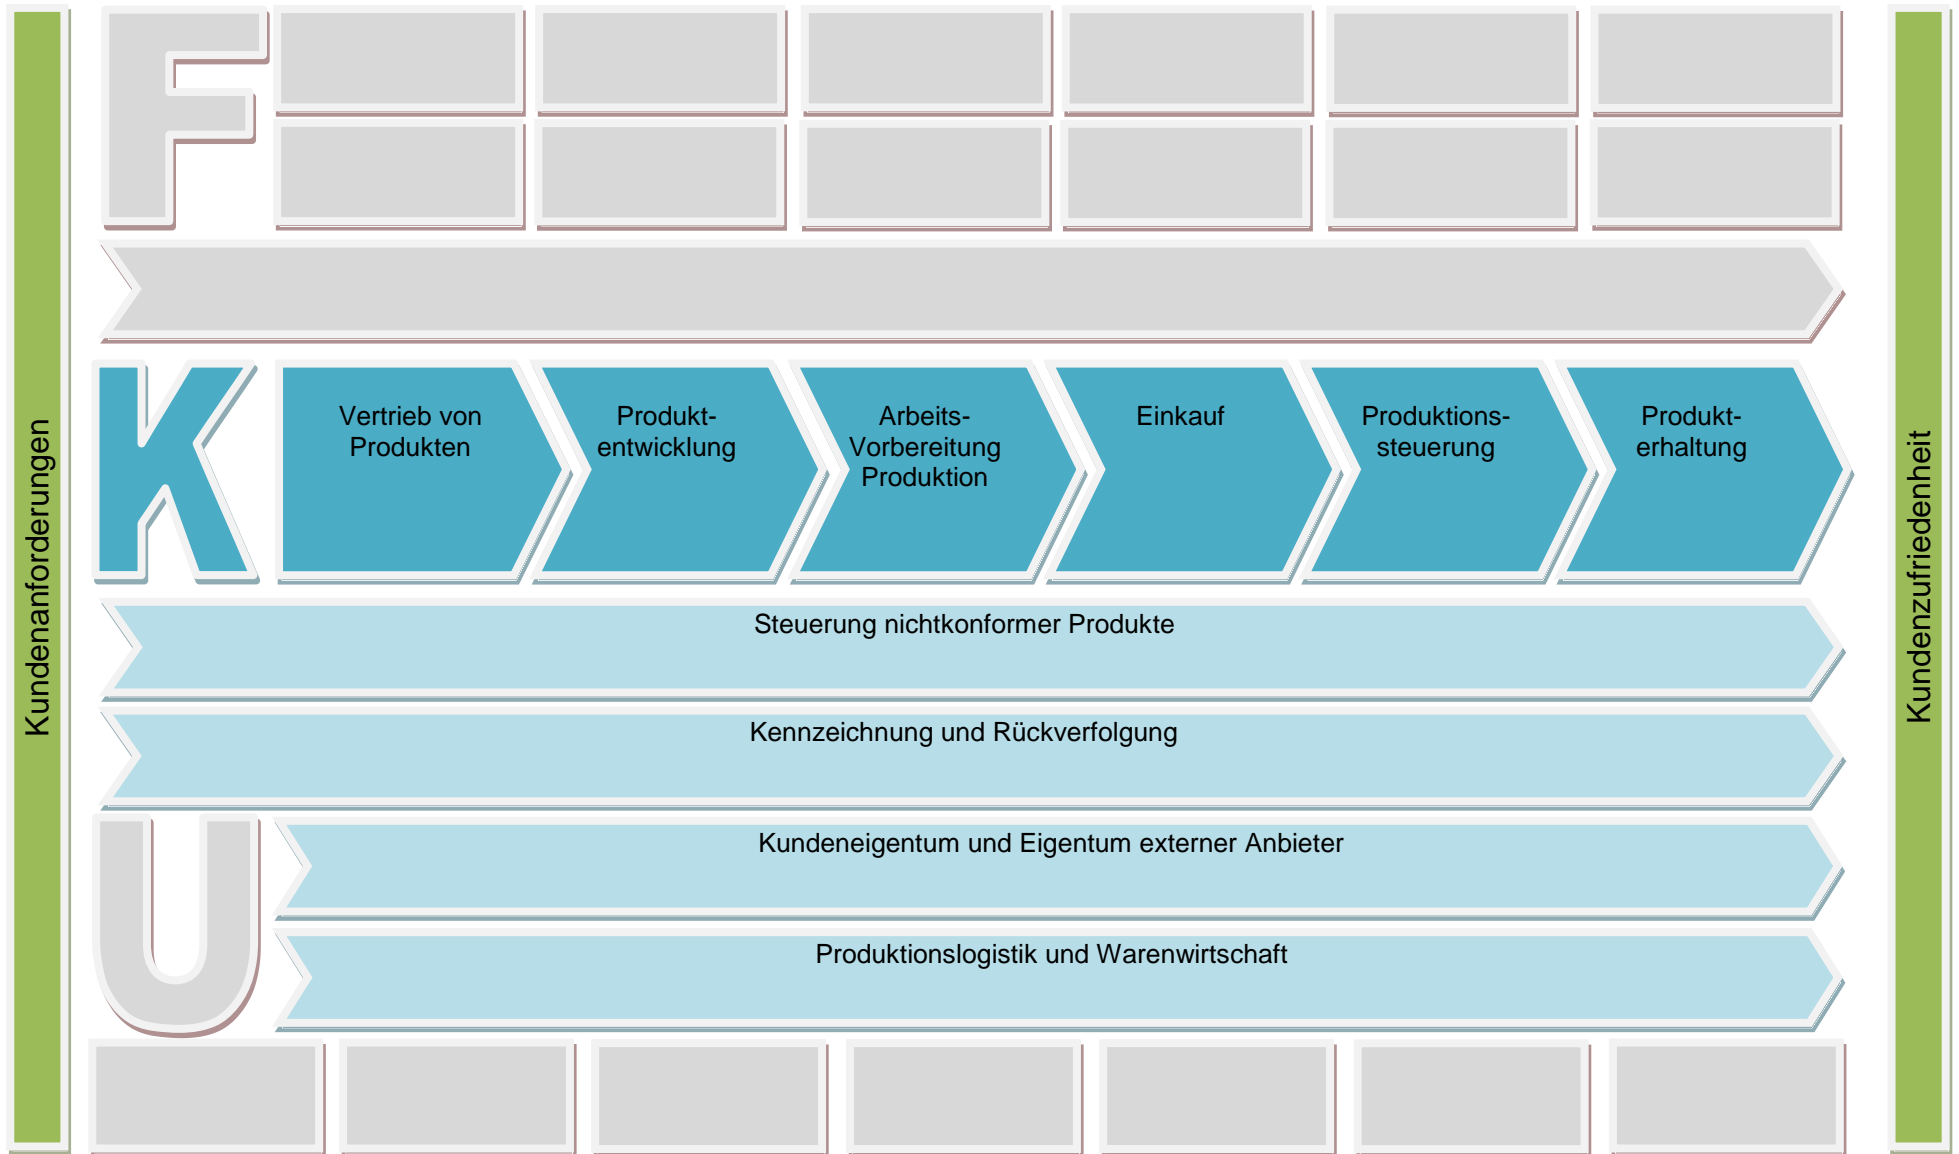 Kundenanforderungen
F
K
Vertrieb von
Produkten
Produkt-
entwicklung
Arbeits-
Vorbereitung
Produktion
Einkauf
Produktions-
steuerung
Produkt-
erhaltung
Steuerung nichtkonformer Produkte
Kennzeichnung und Rückverfolgung
U
Kundeneigentum und Eigentum externer Anbieter
Produktionslogistik und Warenwirtschaft
Kundenzufriedenheit